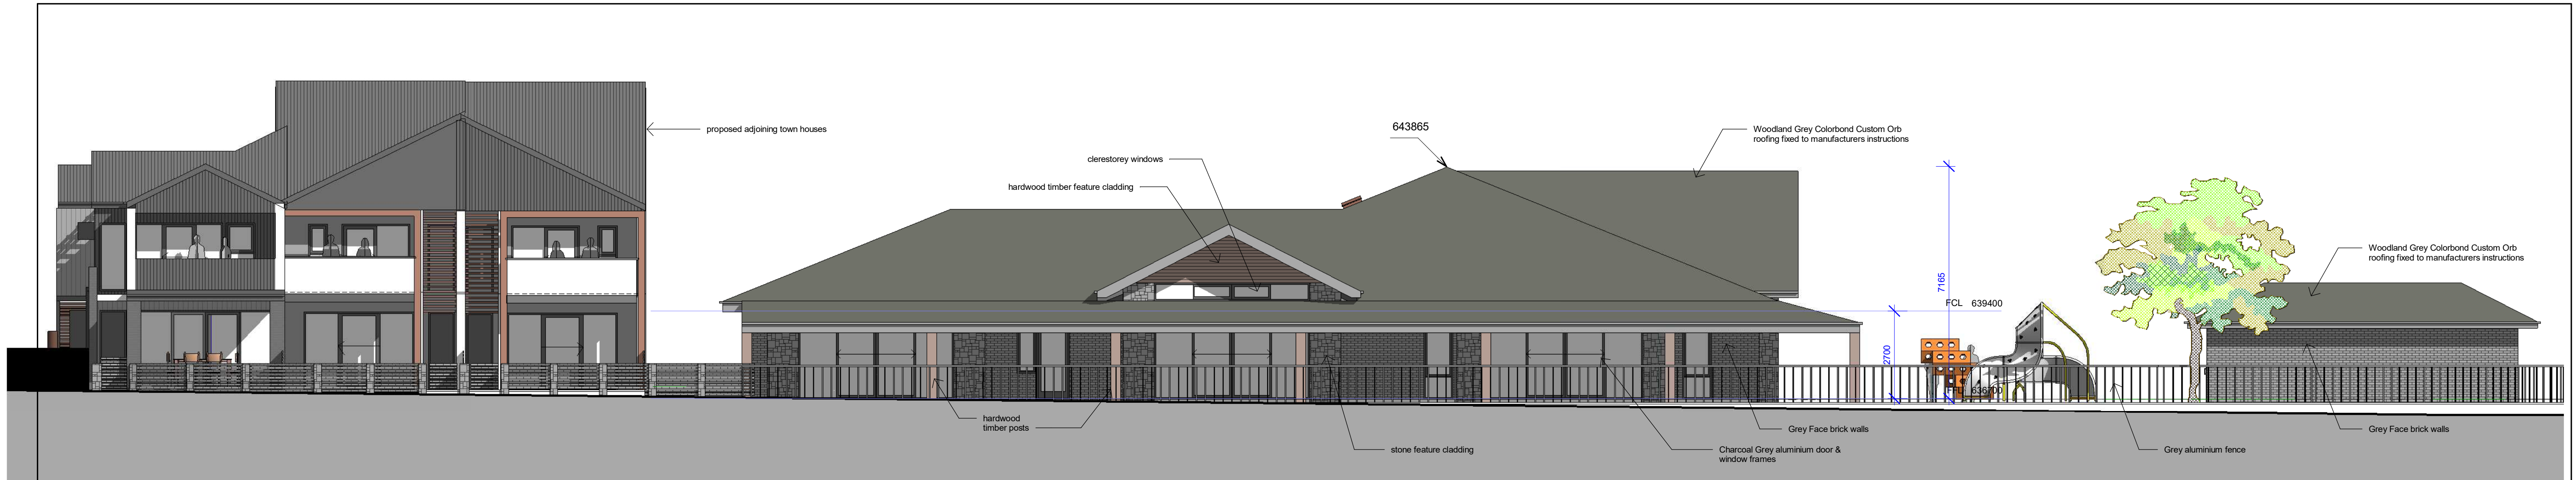 proposed adjoining town houses
643865
clerestorey windows
hardwood timber feature cladding
Woodland Grey Colorbond Custom Orb
roofing fixed to manufacturers instructions
7165
FCL 639400
2700
FFL 636700
Woodland Grey Colorbond Custom Orb
roofing fixed to manufacturers instructions
hardwood
timber posts
stone feature cladding
Grey Face brick walls
Charcoal Grey aluminium door &
window frames
Grey aluminium fence
Grey Face brick walls